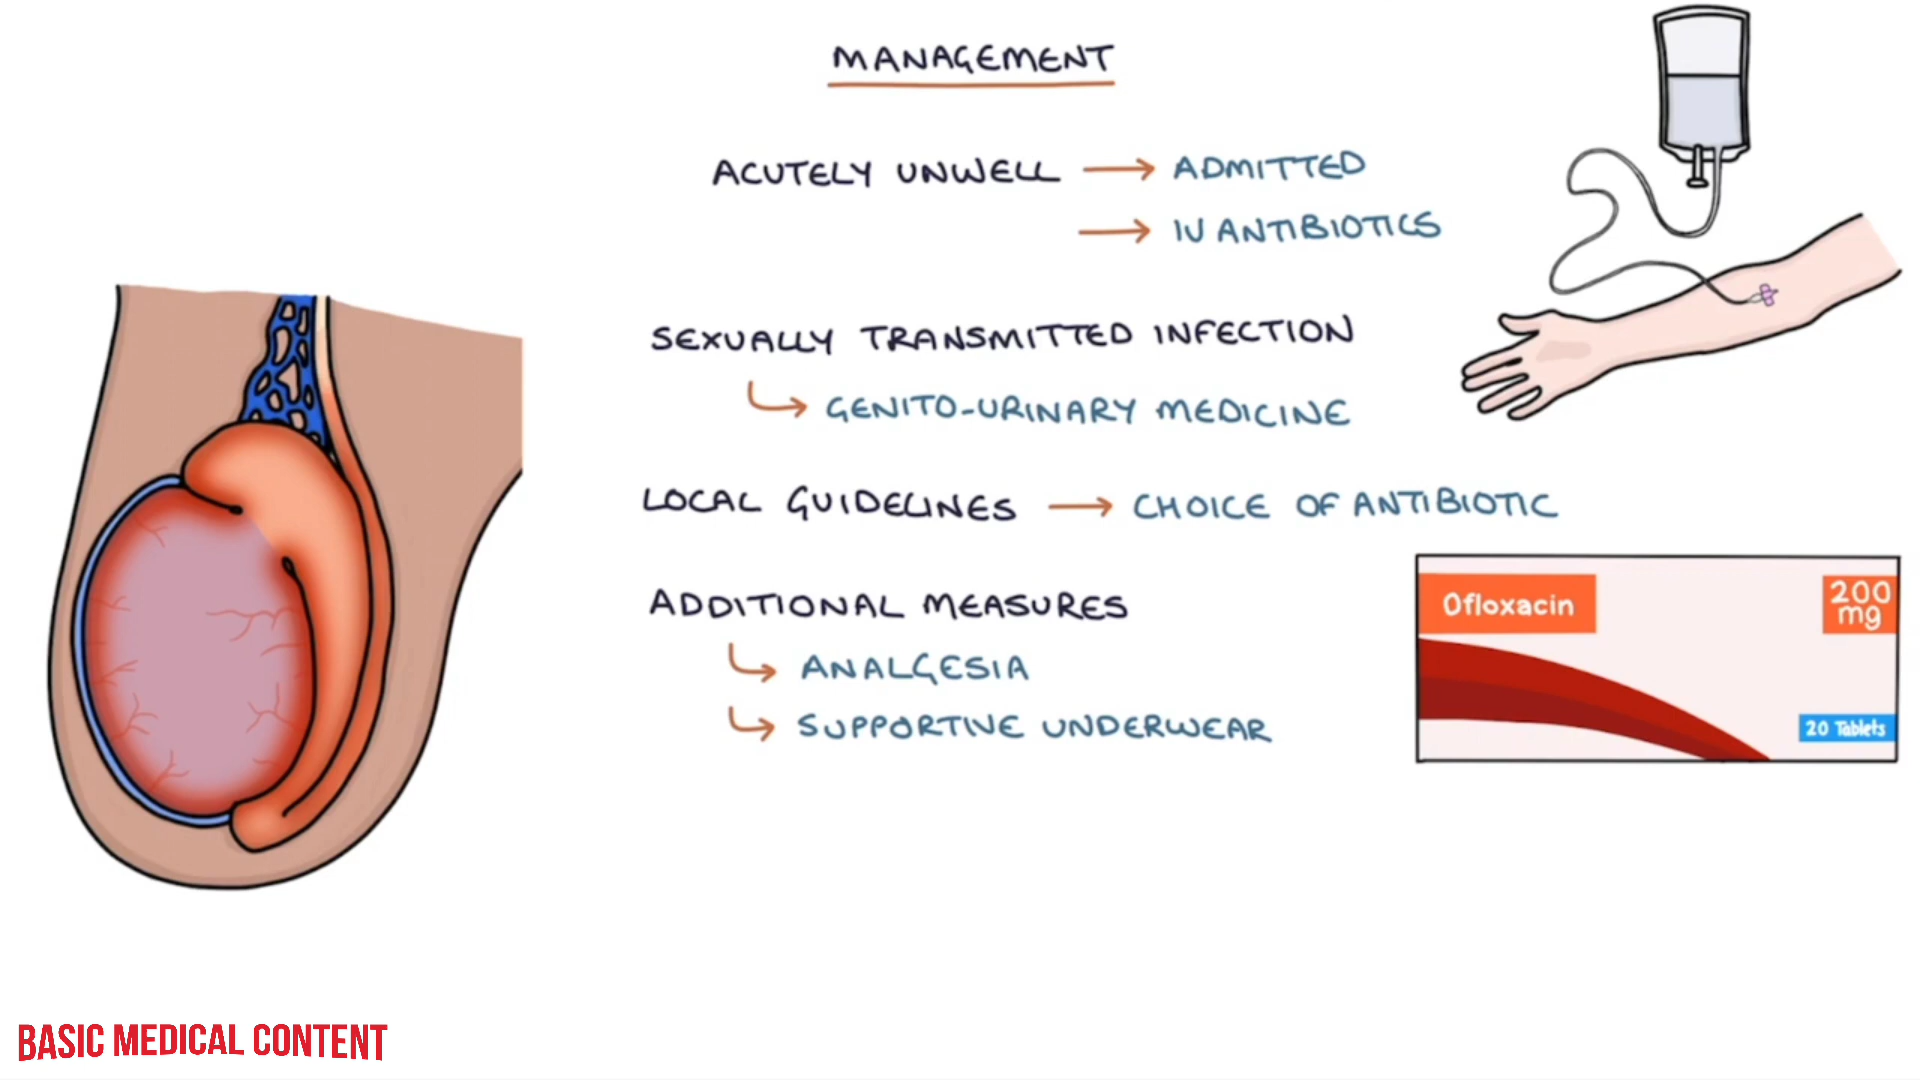 MANAGEMENT
ACUTELY UNWELL → ADMITTED
→ IV ANTIBIOTICS
SEXUALLY TRANSMITTED INFECTION
GENITO-URINARY MEDICINE
LOCAL GUIDELINES → CHOICE OF ANTIBIOTIC
Ofloxacin
200
mg
ADDITIONAL MEASURES
ANALGESIA
SUPPORTIVE UNDERWEAR
20 Tablets
BASIC MEDICAL CONTENT